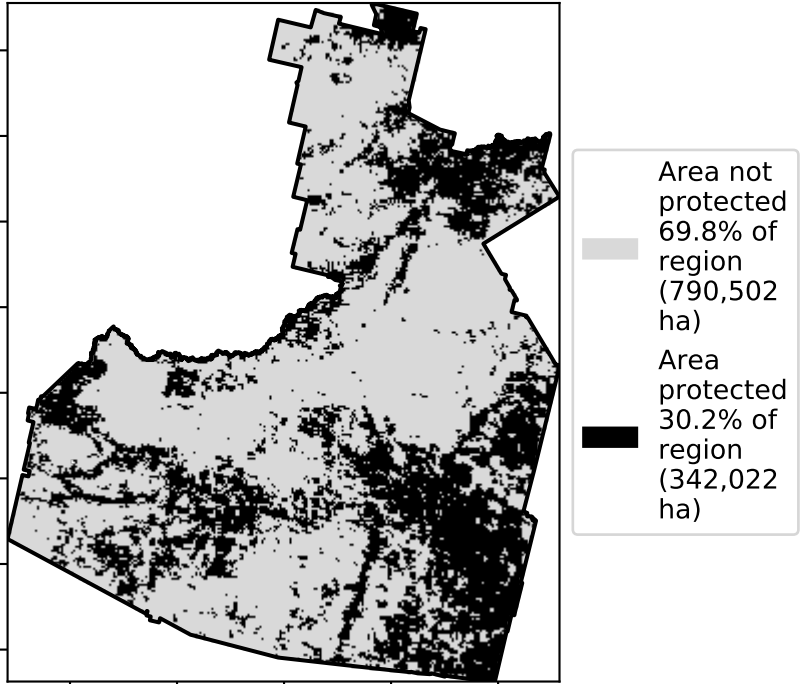 Area not
protected
69.8% of
region
(790,502
ha)
Area
protected
30.2% of
region
(342,022
ha)